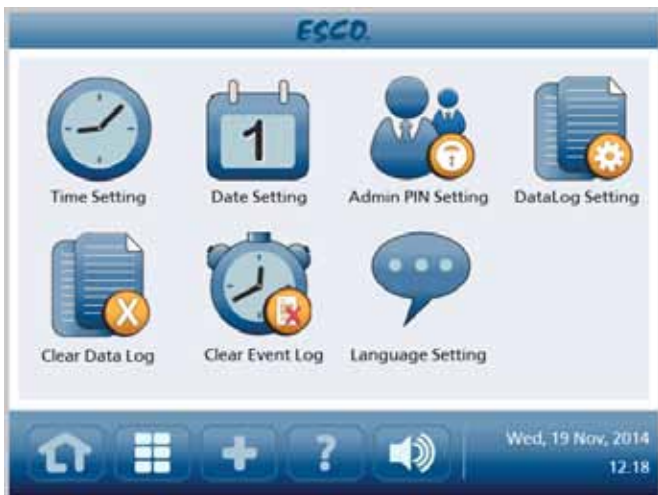 ESCO
1
Time Setting
Date Setting
Admin PIN Setting
DataLog Setting
X
Clear Data Log
Clear Event Log
Language Setting
?
Wed, 19 Nov, 2014
12:18